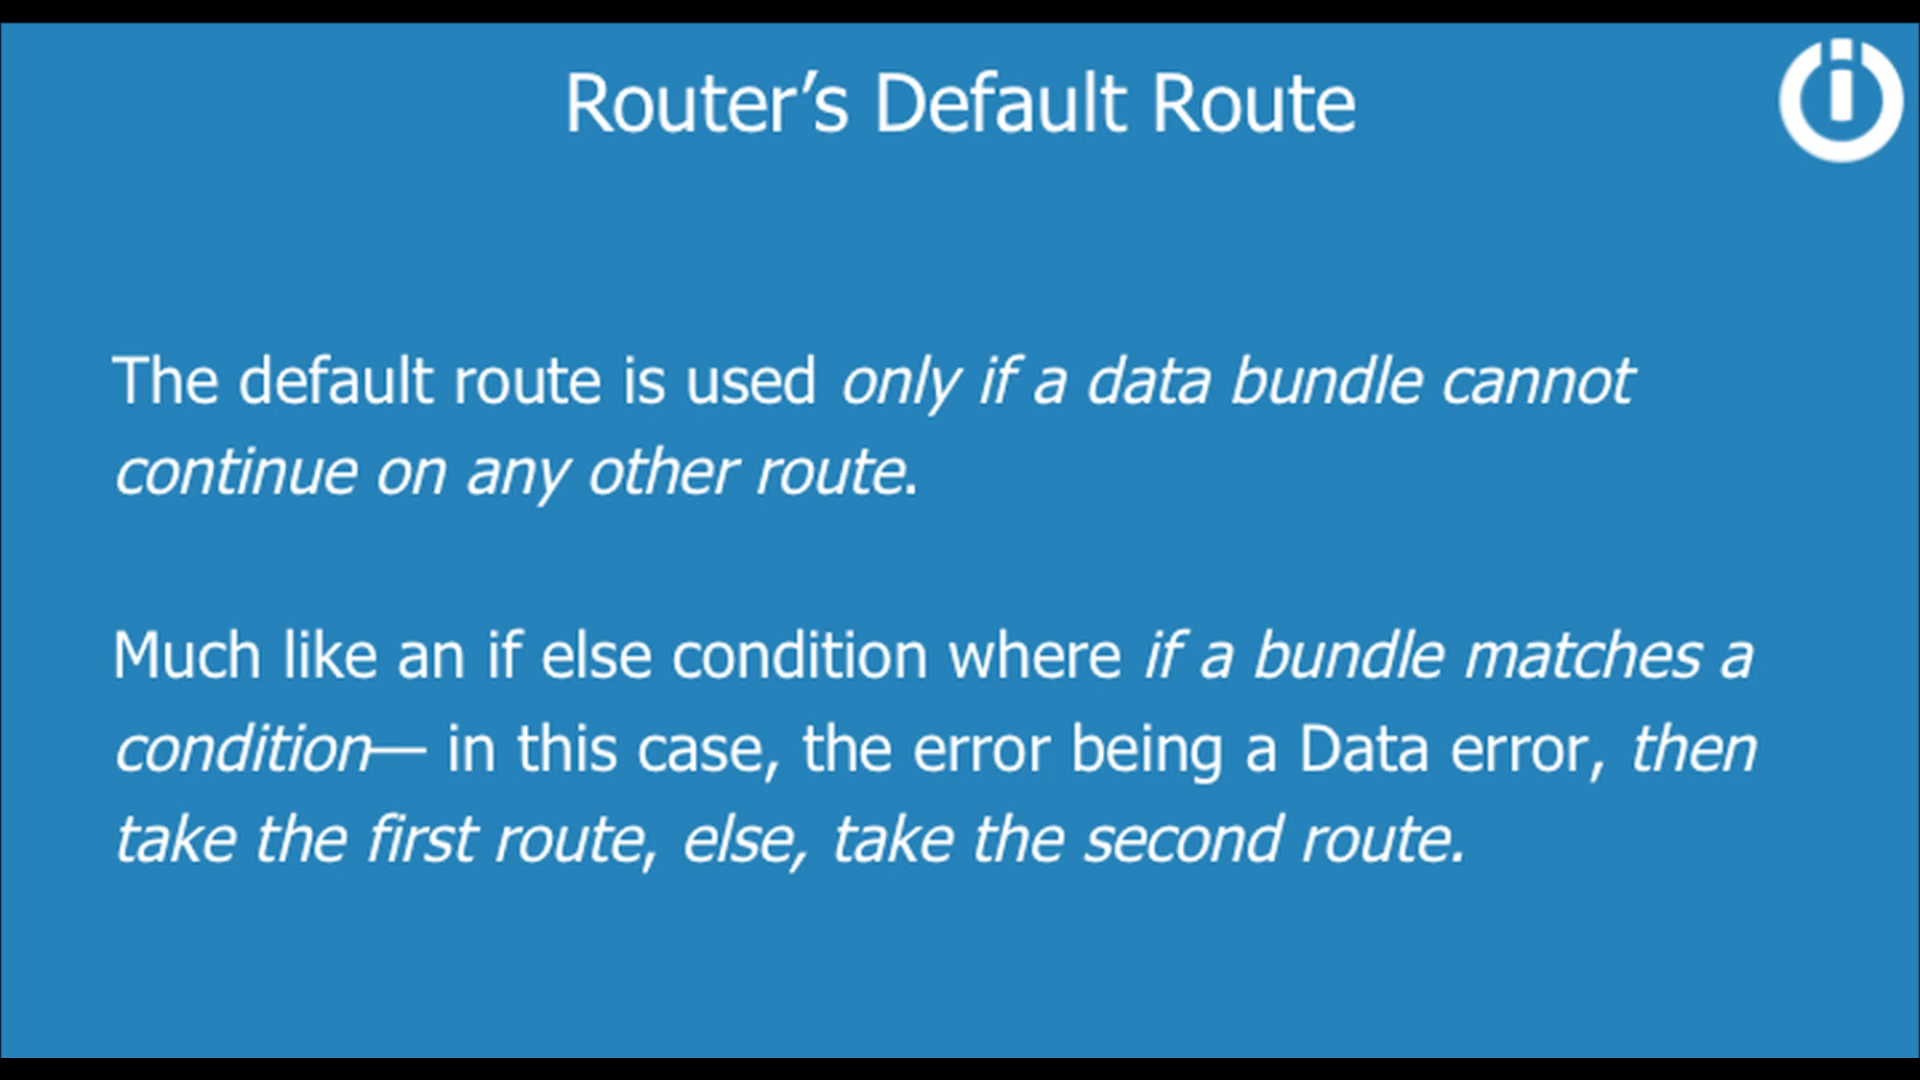 Router’s Default Route
The default route is used only if a data bundle cannot
continue on any other route.
Much like an if else condition where if a bundle matches a
condition— in this case, the error being a Data error, then
take the first route, else, take the second route.